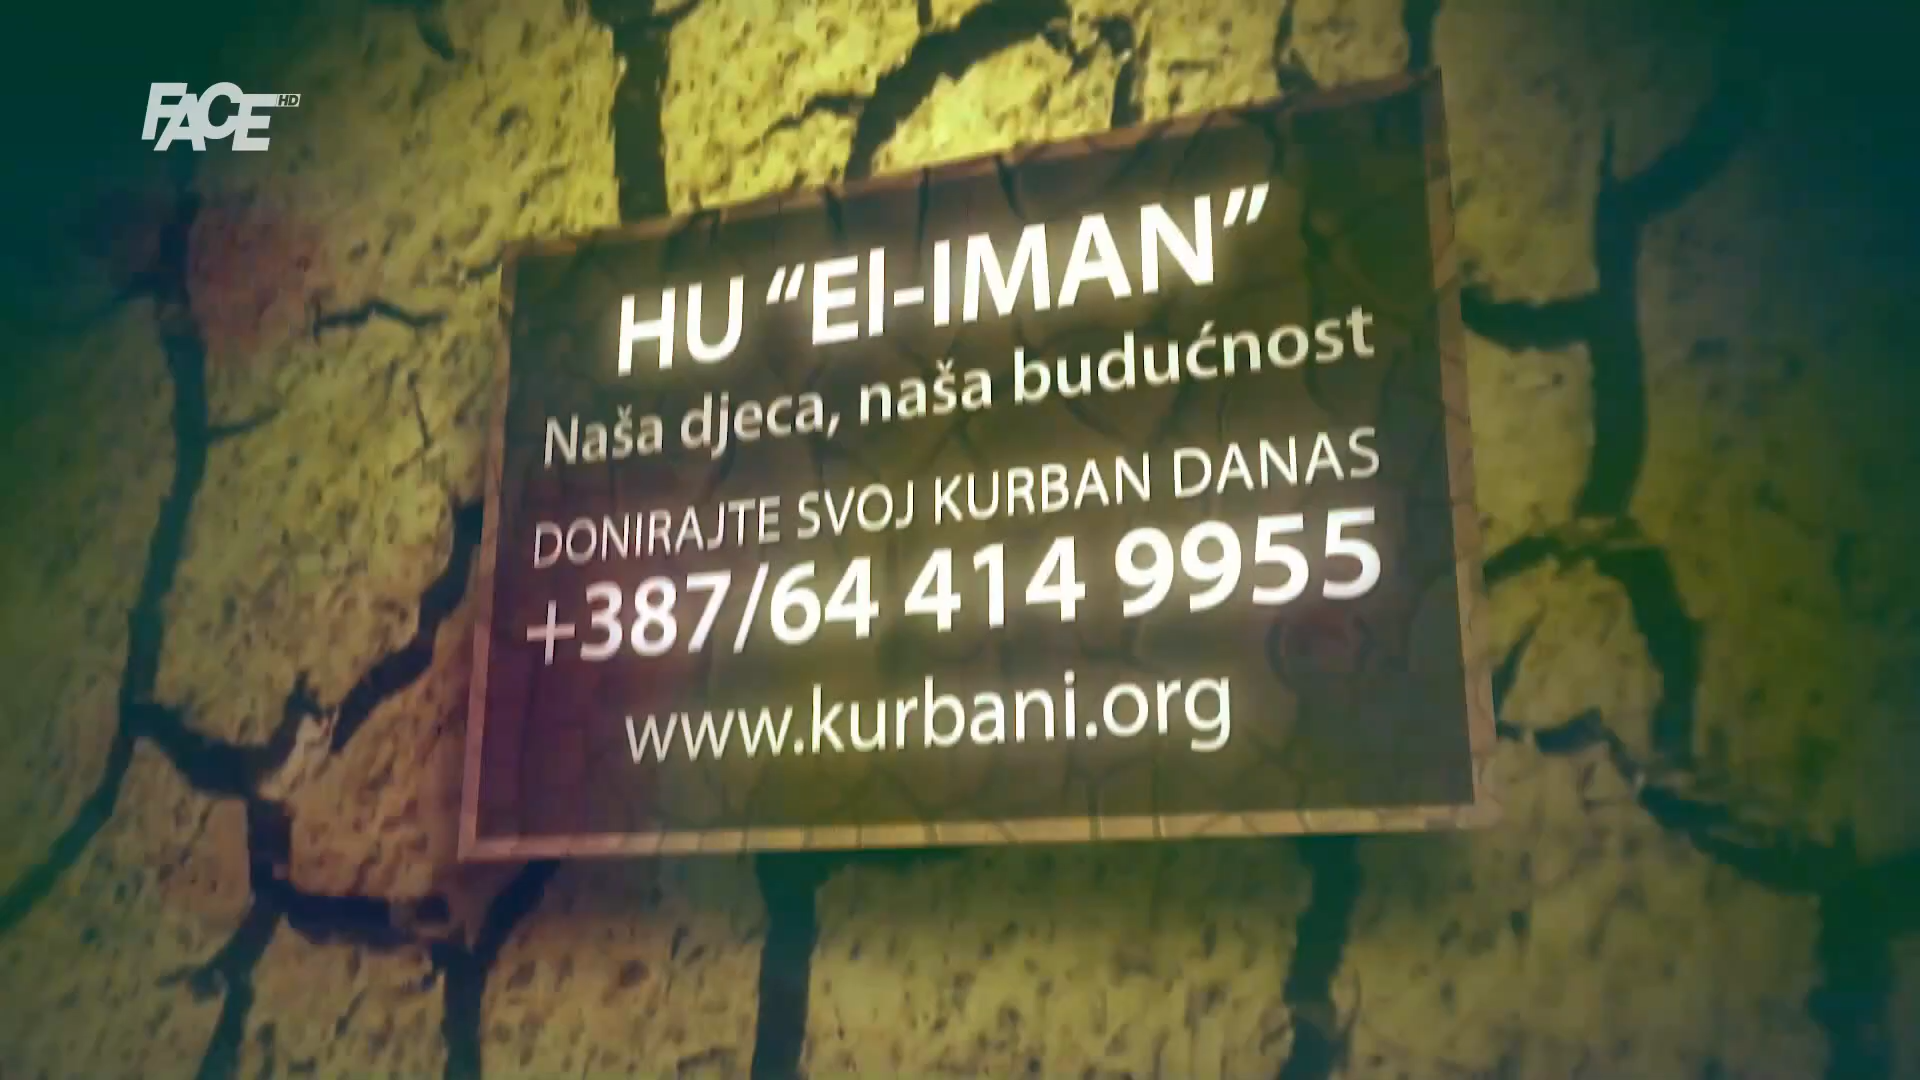 FACE HD
HU “El-IMAN”
Naša djeca, naša budućnost
DONIRAJTE SVOJ KURBAN DANAS
+387/64 414 9955
www.kurbani.org